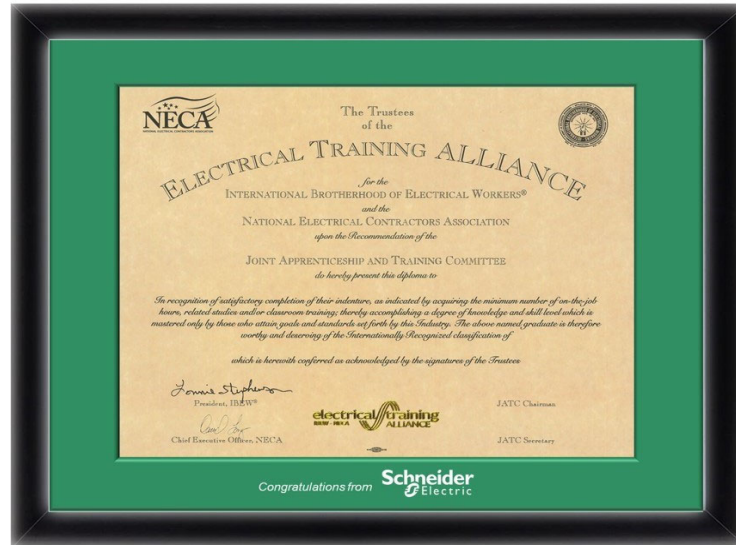 NECA
NATIONAL ELECTRICAL CONTRACTORS ASSOCIATION
The Trustees
of the
ELECTRICAL TRAINING ALLIANCE
for the
INTERNATIONAL BROTHERHOOD OF ELECTRICAL WORKERS®
and the
NATIONAL ELECTRICAL CONTRACTORS ASSOCIATION
upon the Recommendation of the
JOINT APPRENTICESHIP AND TRAINING COMMITTEE
do hereby present this diploma to
In recognition of satisfactory completion of their indenture, as indicated by acquiring the minimum number of on-the-job
hours, related studies and/or classroom training; thereby accomplishing a degree of knowledge and skill level which is
mastered only by those who attain goals and standards set forth by this Industry. The above named graduate is therefore
worthy and deserving of the Internationally Recognized classification of
which is herewith conferred as acknowledged by the signatures of the Trustees
Lonnie Stephenson
President, IBEW®
Chief Executive Officer, NECA
electrical training
IBEW - NECA ALLIANCE
JATC Chairman
JATC Secretary
Congratulations from Schneider
Electric